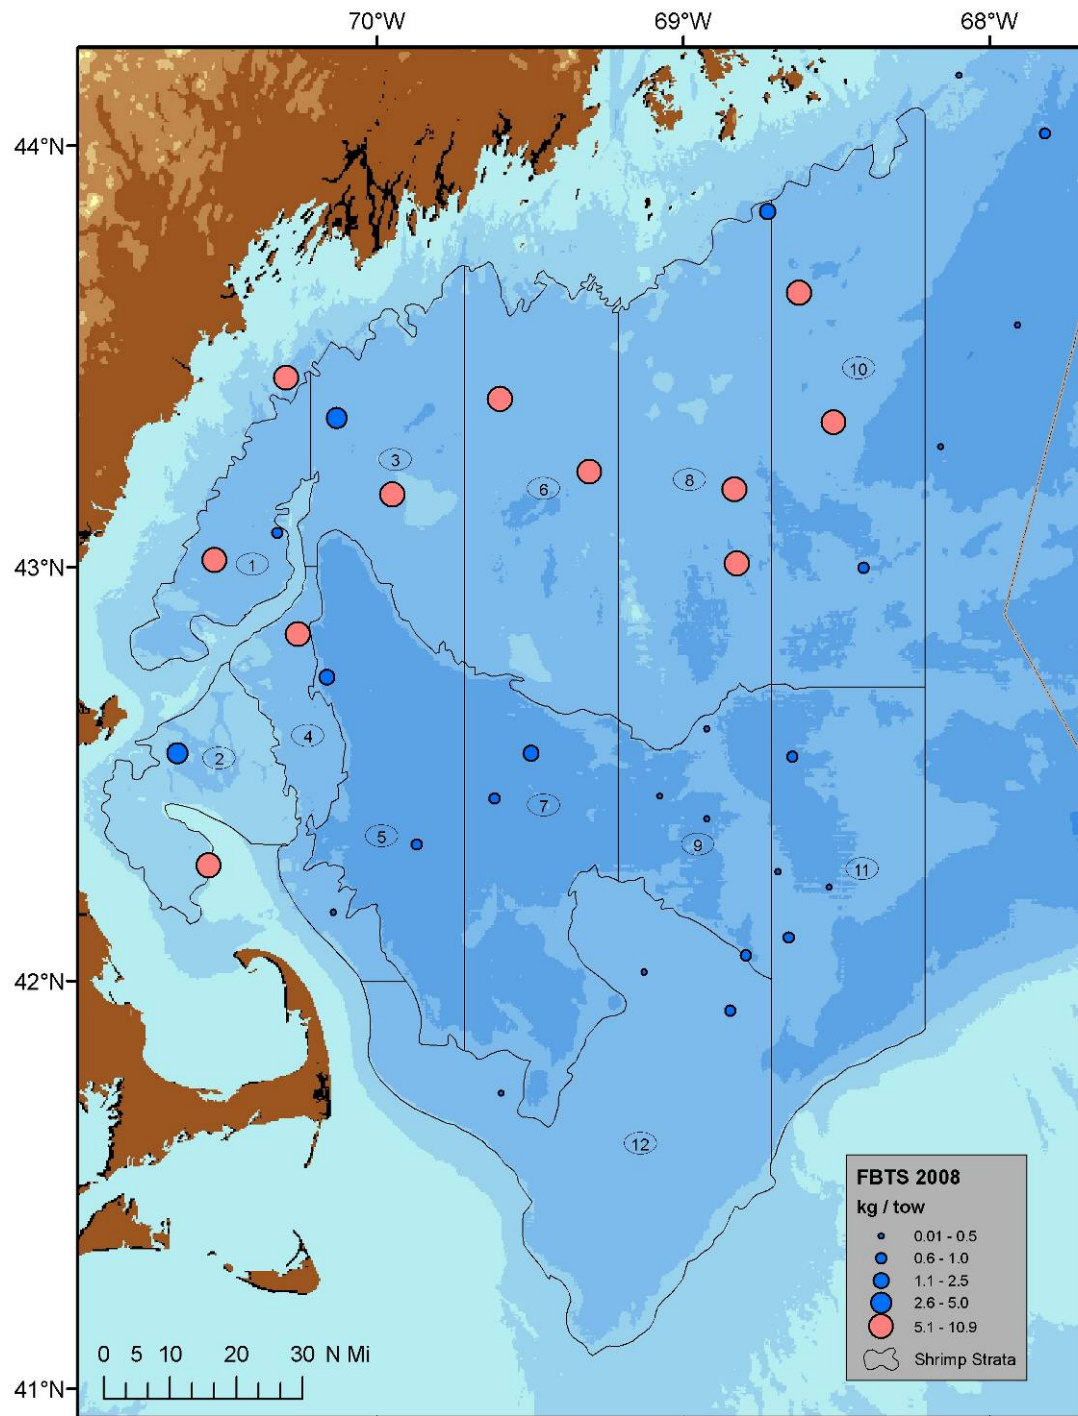 70°W 69°W 68°W
44°N
10
3
8
6
43°N
1
4
2
7
5
9
11
42°N
12
FBTS 2008
kg / tow
0.01 - 0.5
0.6 - 1.0
1.1 - 2.5
2.6 - 5.0
5.1 - 10.9
Shrimp Strata
0 5 10 20 30 N Mi
41°N